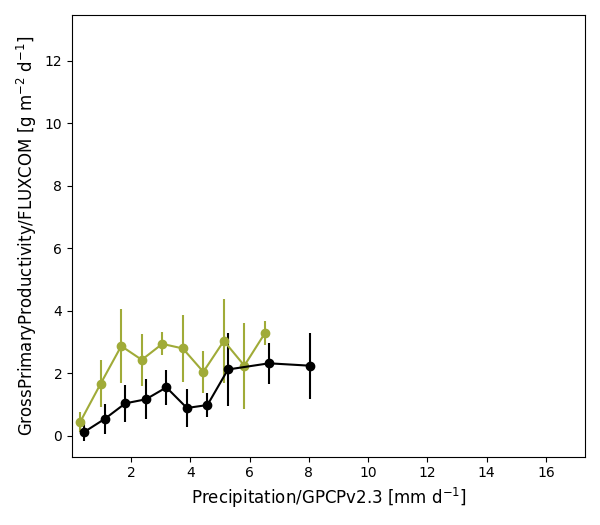 GrossPrimaryProductivity/FLUXCOM [g m⁻² d⁻¹]
12
10
8
6
4
2
0
2 4 6 8 10 12 14 16
Precipitation/GPCPv2.3 [mm d⁻¹]